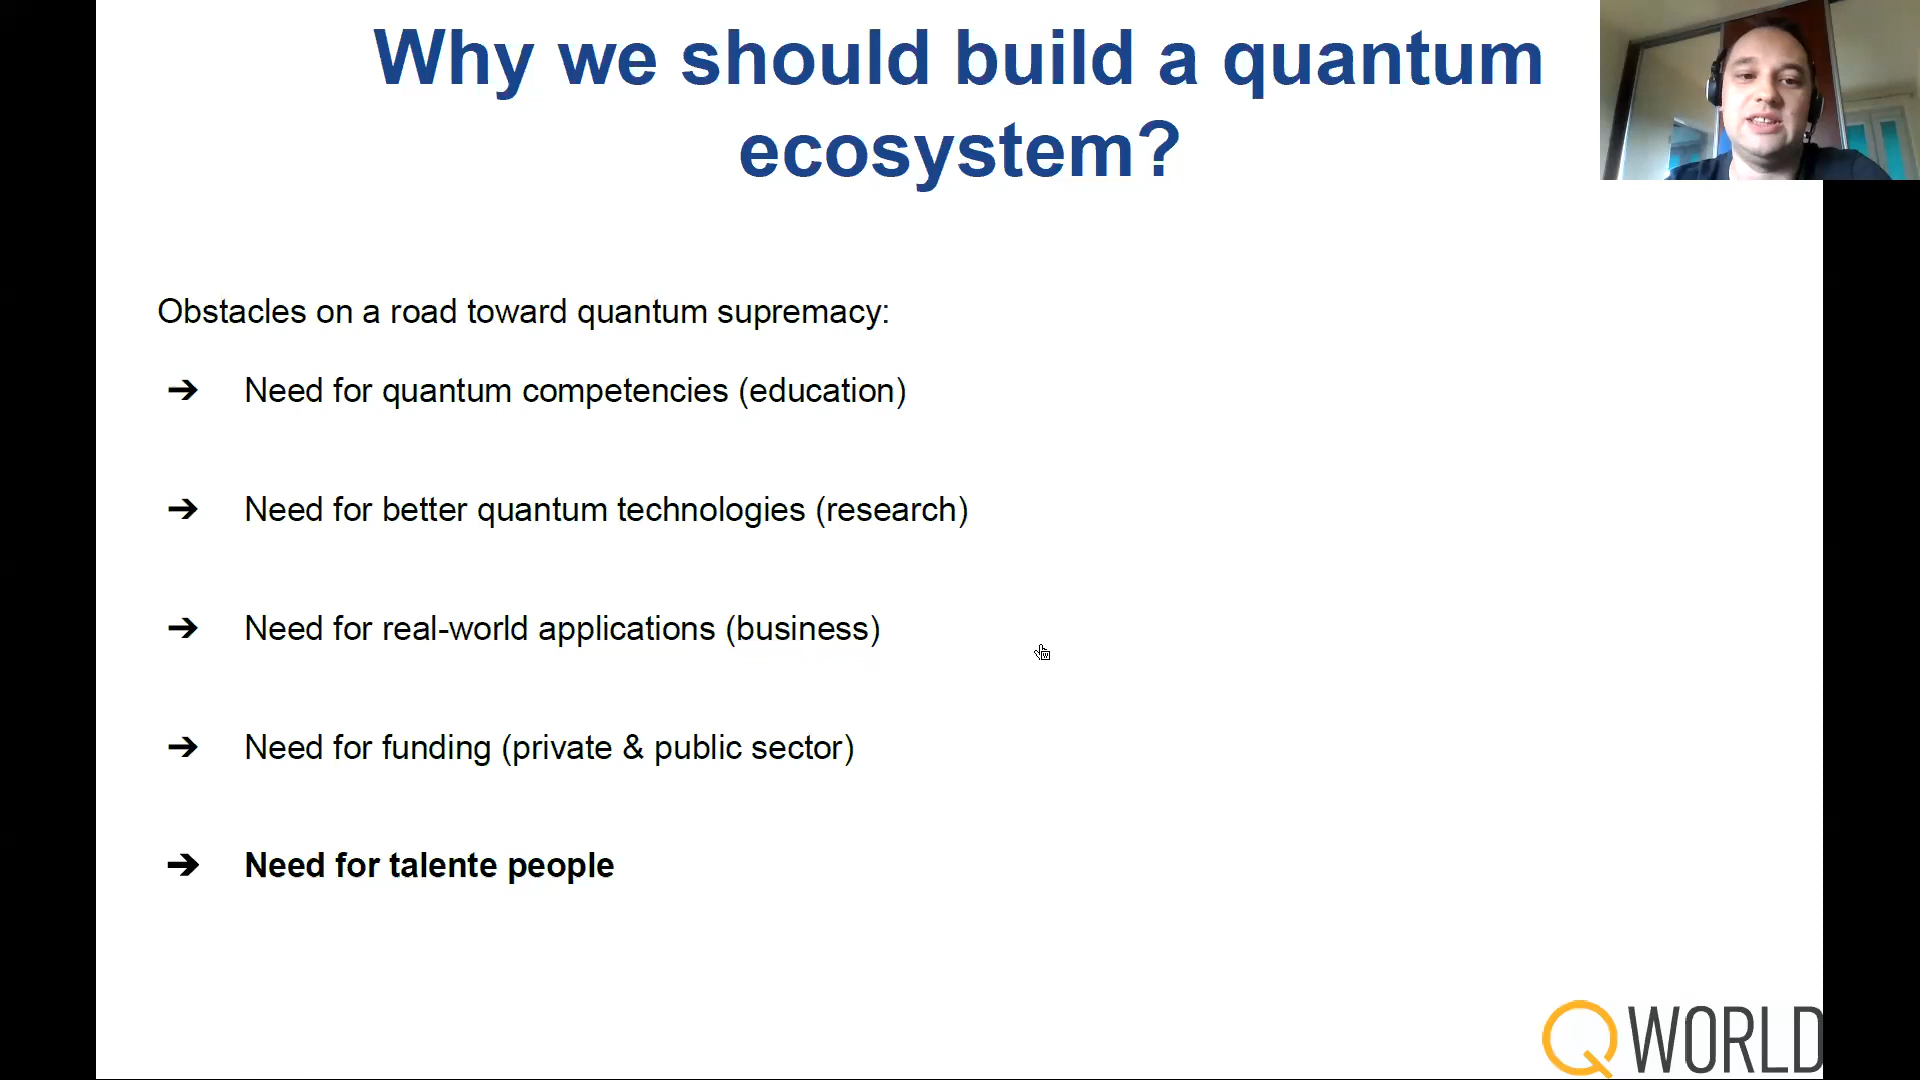 Why we should build a quantum
ecosystem?
Obstacles on a road toward quantum supremacy:
➔ Need for quantum competencies (education)
➔ Need for better quantum technologies (research)
➔ Need for real-world applications (business)
➔ Need for funding (private & public sector)
➔ Need for talente people
QWORLD